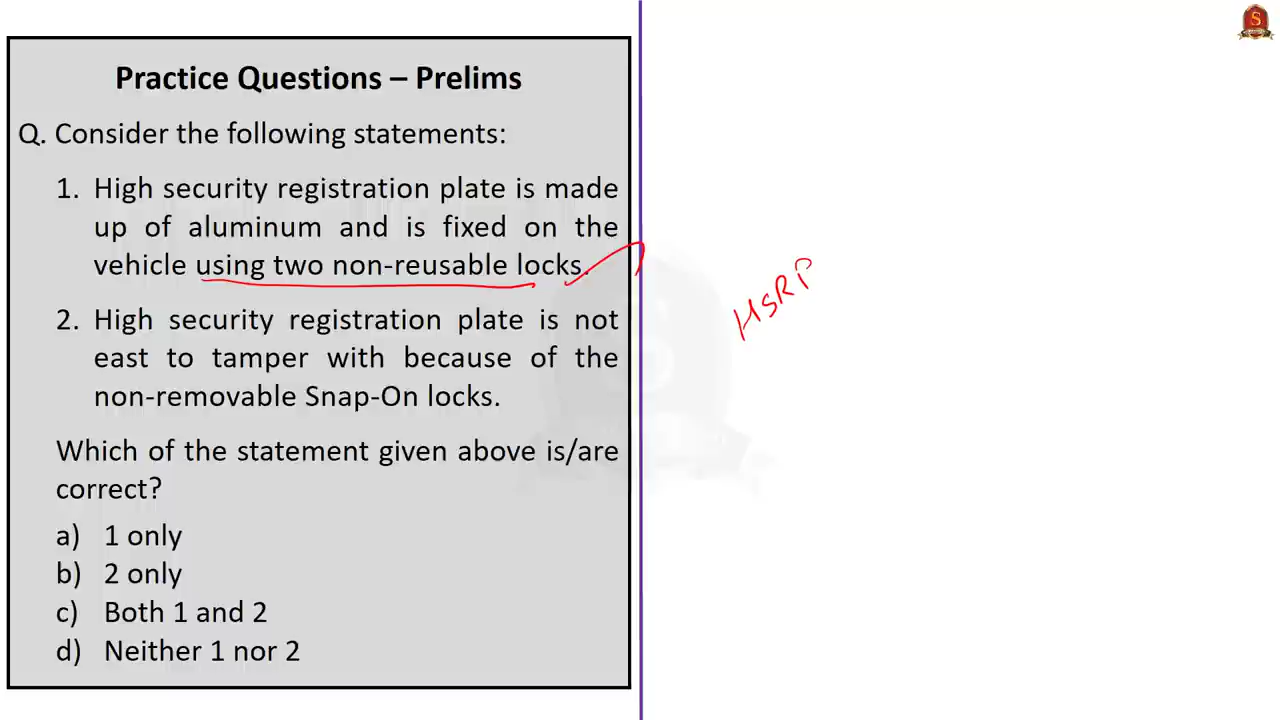 Practice Questions – Prelims
Q. Consider the following statements:
1. High security registration plate is made
up of aluminum and is fixed on the
vehicle using two non-reusable locks.
2. High security registration plate is not
east to tamper with because of the
non-removable Snap-On locks.
Which of the statement given above is/are
correct?
a) 1 only
b) 2 only
c) Both 1 and 2
d) Neither 1 nor 2
HSRP
S